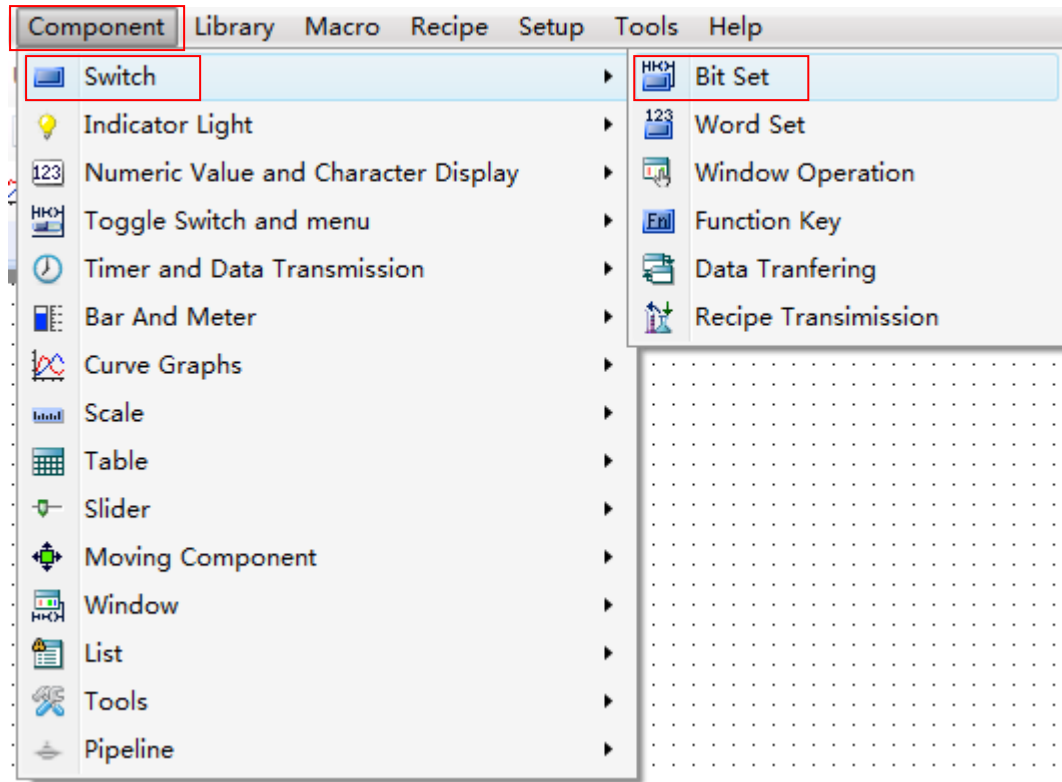 Component Library Macro Recipe Setup Tools Help
Switch
Indicator Light
123 Numeric Value and Character Display
Toggle Switch and menu
Timer and Data Transmission
Bar And Meter
Curve Graphs
Scale
Table
Slider
Moving Component
Window
List
Tools
Pipeline
Bit Set
123 Word Set
Window Operation
Function Key
Data Tranfering
Recipe Transimission